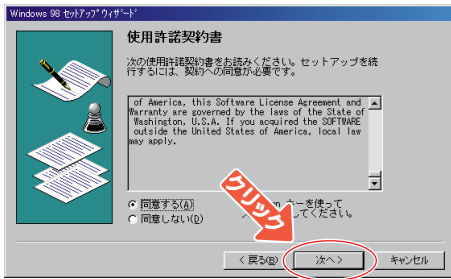 Windows 98 セットアップ ウィザード
使用許諾契約書
次の使用許諾契約書をお読みください。セットアップを続
行するには、契約への同意が必要です。
of America, this Software License Agreement and
Warranty are governed by the laws of the State of
Washington, U.S.A. If you acquired the SOFTWARE
outside the United States of America, local law
may apply.
同意する(A)
キーを使って
同意しない(D)
してください。
クリック
< 戻る(B)
次へ >
キャンセル